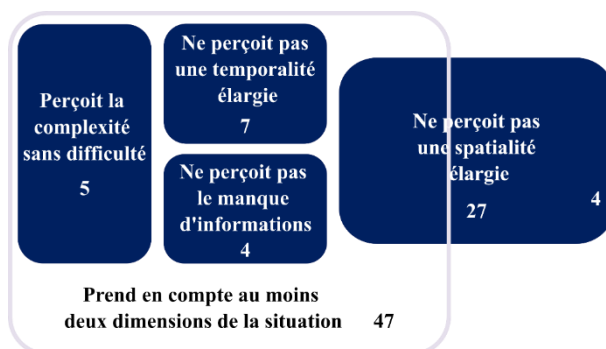 Perçoit la
complexité
sans difficulté
5
Ne perçoit pas
une temporalité
élargie
7
Ne perçoit pas
le manque
d'informations
4
Ne perçoit pas
une spatialité
élargie
27
4
Prend en compte au moins
deux dimensions de la situation 47